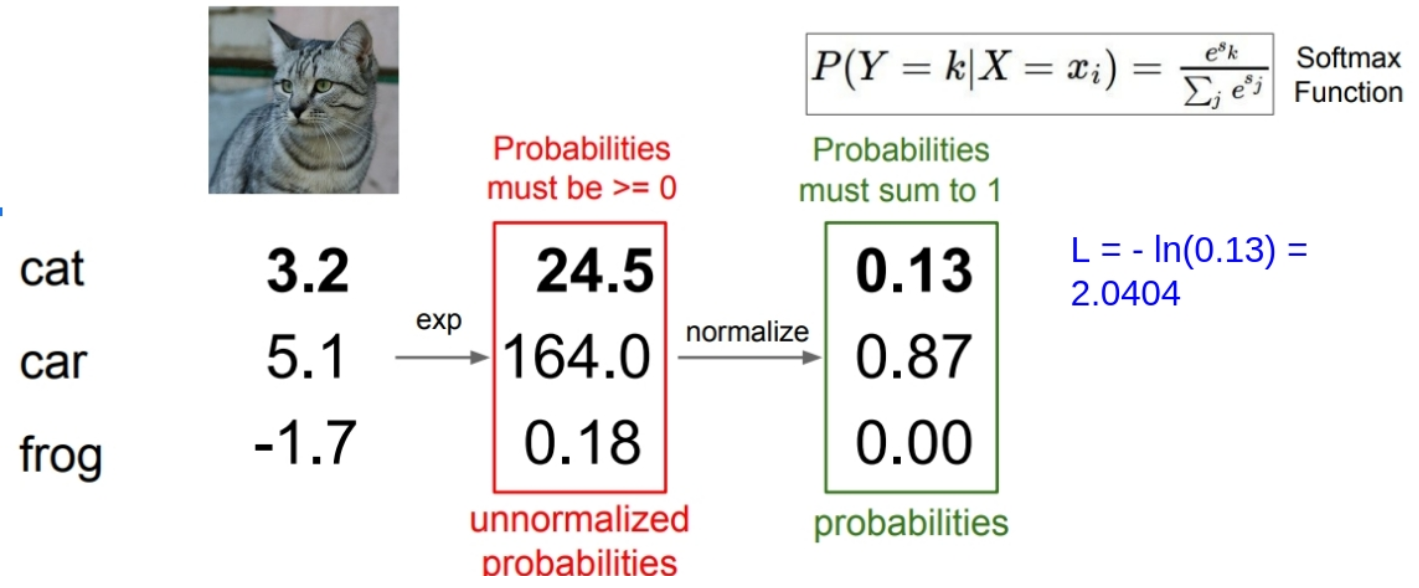 P(Y = k|X = x_i) = \frac{e^{s_k}}{\sum_j e^{s_j}}
Softmax
Function
Probabilities
must be >= 0
Probabilities
must sum to 1
cat 3.2 24.5 0.13
L = - ln(0.13) =
2.0404
exp
normalize
car 5.1 164.0 0.87
frog -1.7 0.18 0.00
unnormalized
probabilities
probabilities